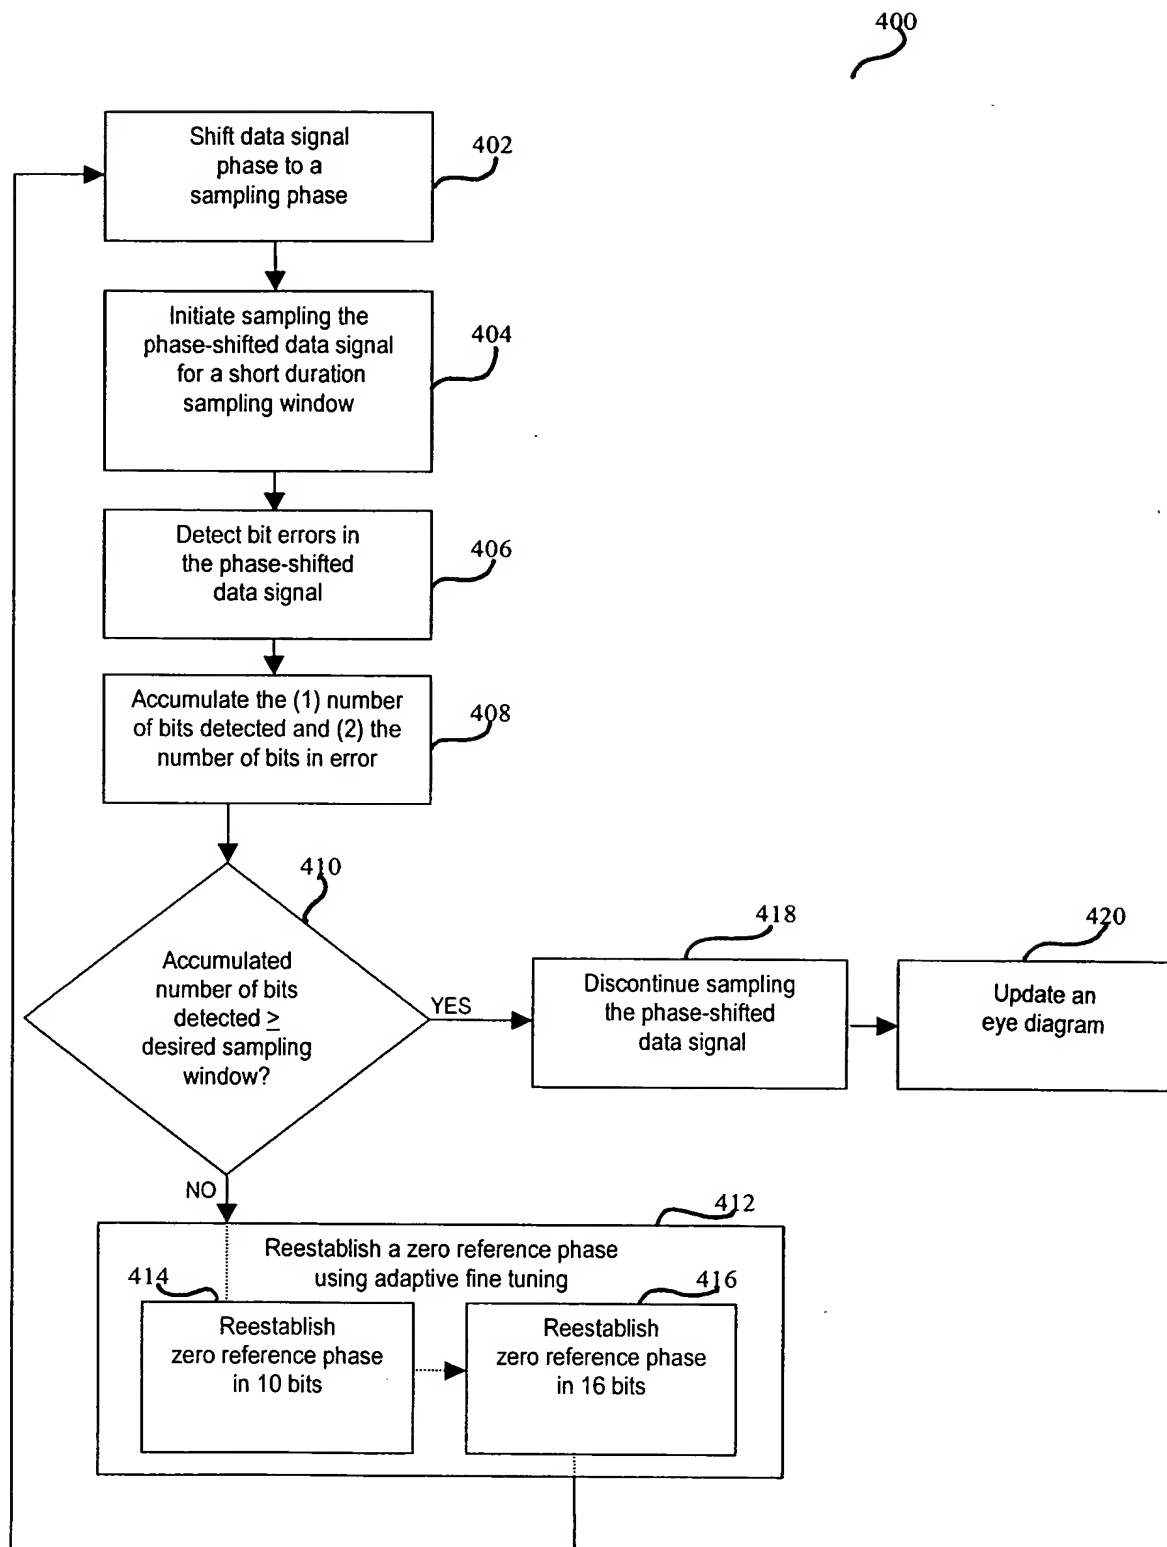 400
Shift data signal
phase to a
sampling phase
402
Initiate sampling the
phase-shifted data signal
for a short duration
sampling window
404
Detect bit errors in
the phase-shifted
data signal
406
Accumulate the (1) number
of bits detected and (2) the
number of bits in error
408
410
Accumulated
number of bits
detected ≥
desired sampling
window?
YES
418
Discontinue sampling
the phase-shifted
data signal
420
Update an
eye diagram
NO
412
Reestablish a zero reference phase
using adaptive fine tuning
414
Reestablish
zero reference phase
in 10 bits
416
Reestablish
zero reference phase
in 16 bits